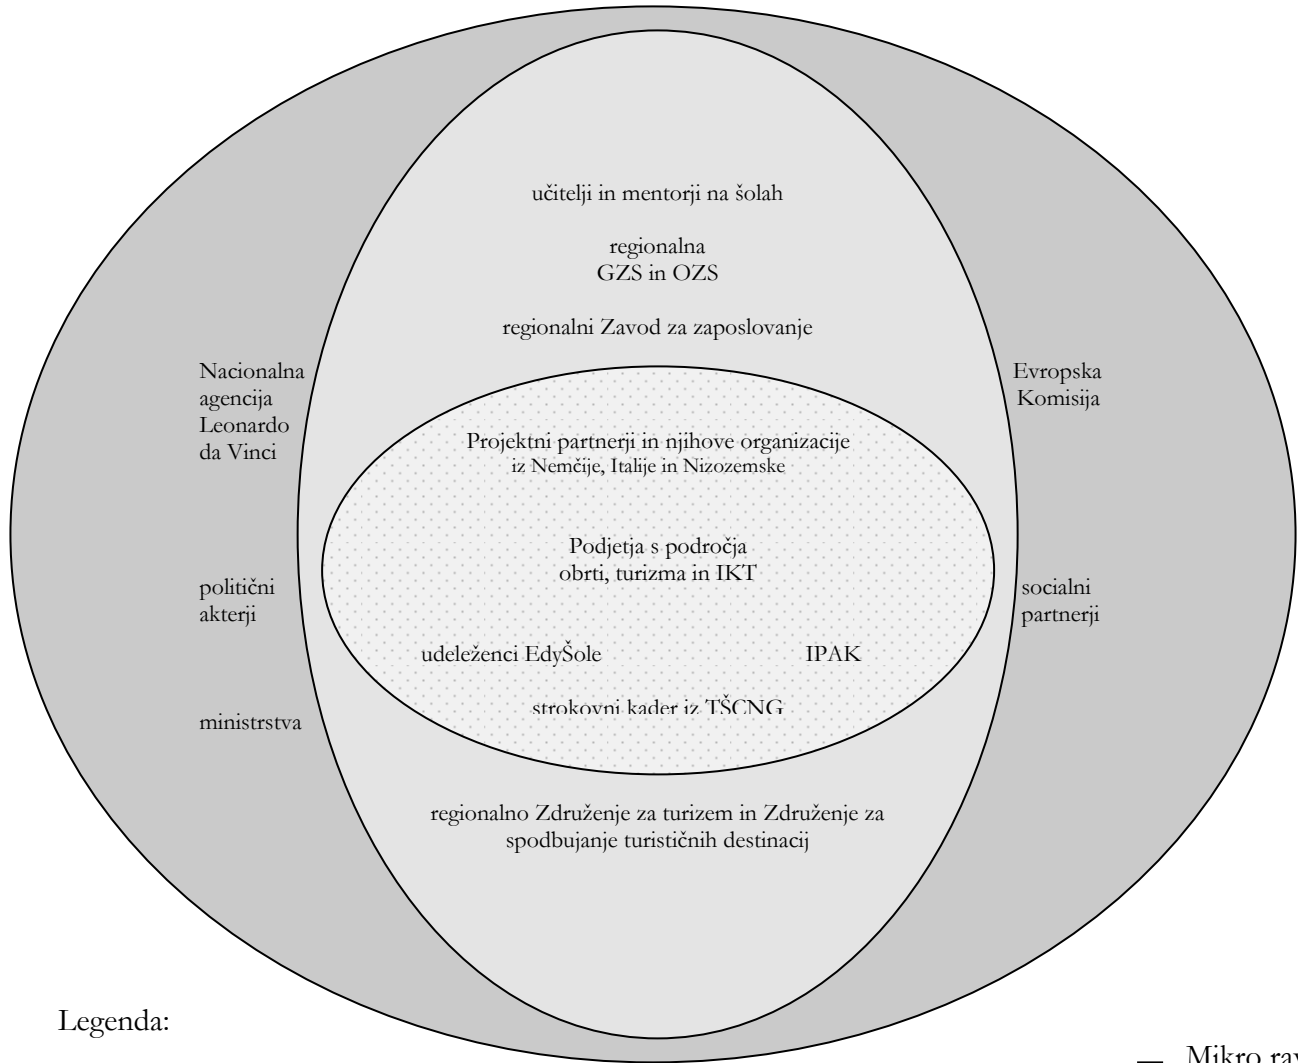 učitelji in mentorji na šolah
regionalna
GZS in OZS
regionalni Zavod za zaposlovanje
Nacionalna
agencija
Leonardo
da Vinci
Evropska
Komisija
Projektni partnerji in njihove organizacije
iz Nemčije, Italije in Nizozemske
Podjetja s področja
obrti, turizma in IKT
politični
akterji
socialni
partnerji
udeleženci EdyŠole
IPAK
strokovni kader iz TŠCNG
ministrstva
regionalno Združenje za turizem in Združenje za
spodbujanje turističnih destinacij
Legenda:
Mikro